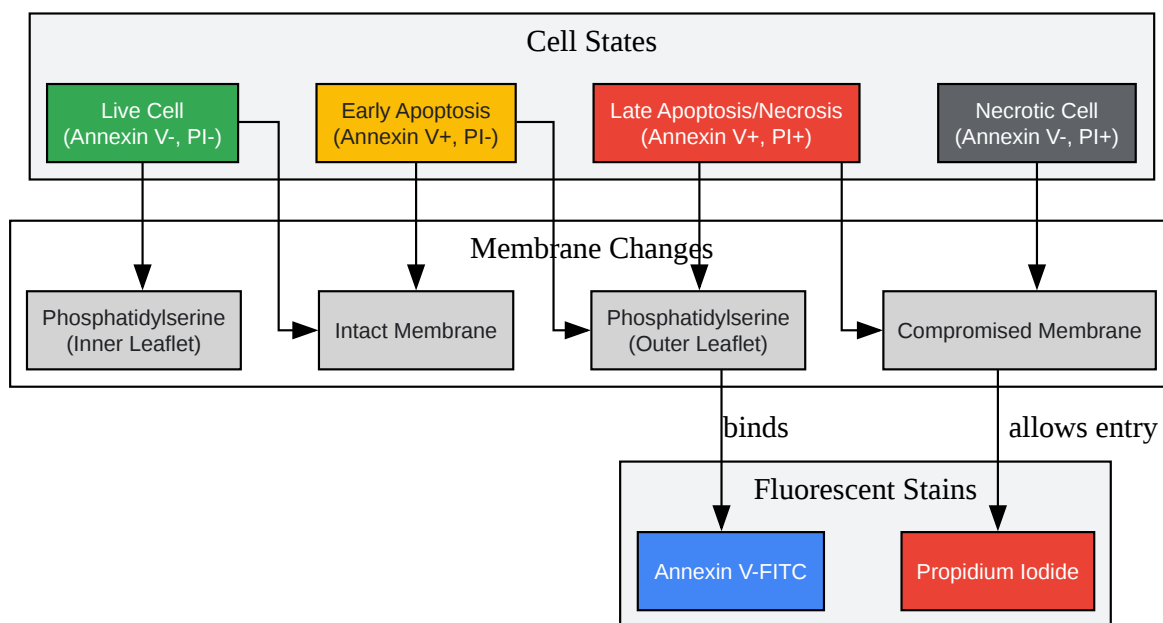 Cell States
Live Cell
(Annexin V-, PI-)
Early Apoptosis
(Annexin V+, PI-)
Late Apoptosis/Necrosis
(Annexin V+, PI+)
Necrotic Cell
(Annexin V-, PI+)
Membrane Changes
Phosphatidylserine
(Inner Leaflet)
Intact Membrane
Phosphatidylserine
(Outer Leaflet)
Compromised Membrane
binds
allows entry
Fluorescent Stains
Annexin V-FITC
Propidium Iodide